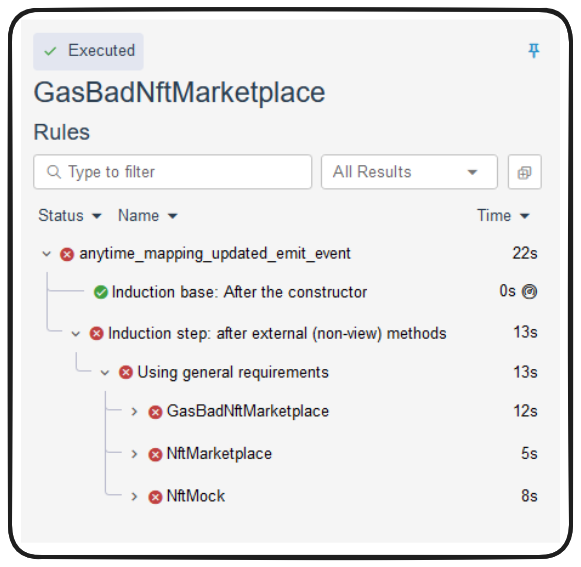 Executed
GasBadNftMarketplace
Rules
Type to filter All Results
Status Name Time
anytime_mapping_updated_emit_event 22s
Induction base: After the constructor 0s
Induction step: after external (non-view) methods 13s
Using general requirements 13s
GasBadNftMarketplace 12s
NftMarketplace 5s
NftMock 8s